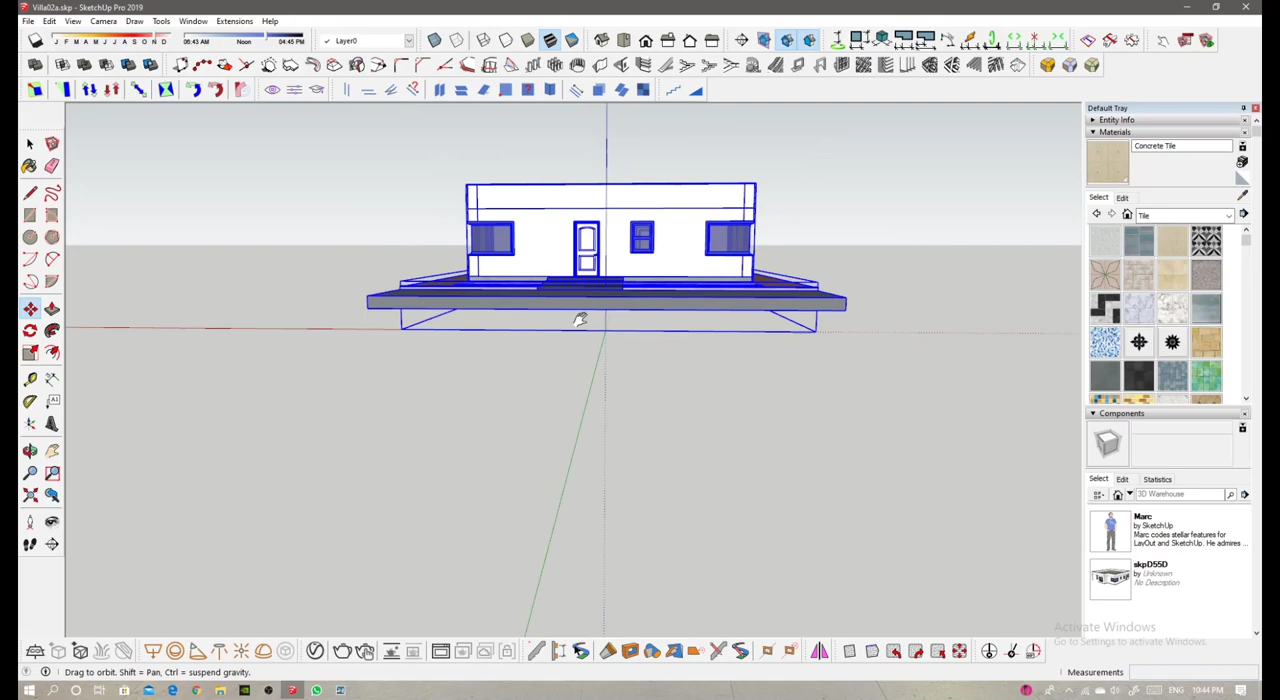 Villa02a.skp - SketchUp Pro 2019
File Edit View Camera Draw Tools Window Extensions Help
J F M A M J J A S O N D 06:43 AM Noon 04:45 PM Layer0
Default Tray
Entity Info
Materials
Concrete Tile
Select Edit
Tile
Components
Select Edit Statistics
3D Warehouse
Marc
by SketchUp
Marc codes stellar features for
LayOut and SketchUp. He admires ...
skpD55D
by Unknown
No Description
Activate Windows
Go to Settings to activate Windows.
Drag to orbit. Shift = Pan, Ctrl = suspend gravity.
Measurements
ENG 10:44 PM